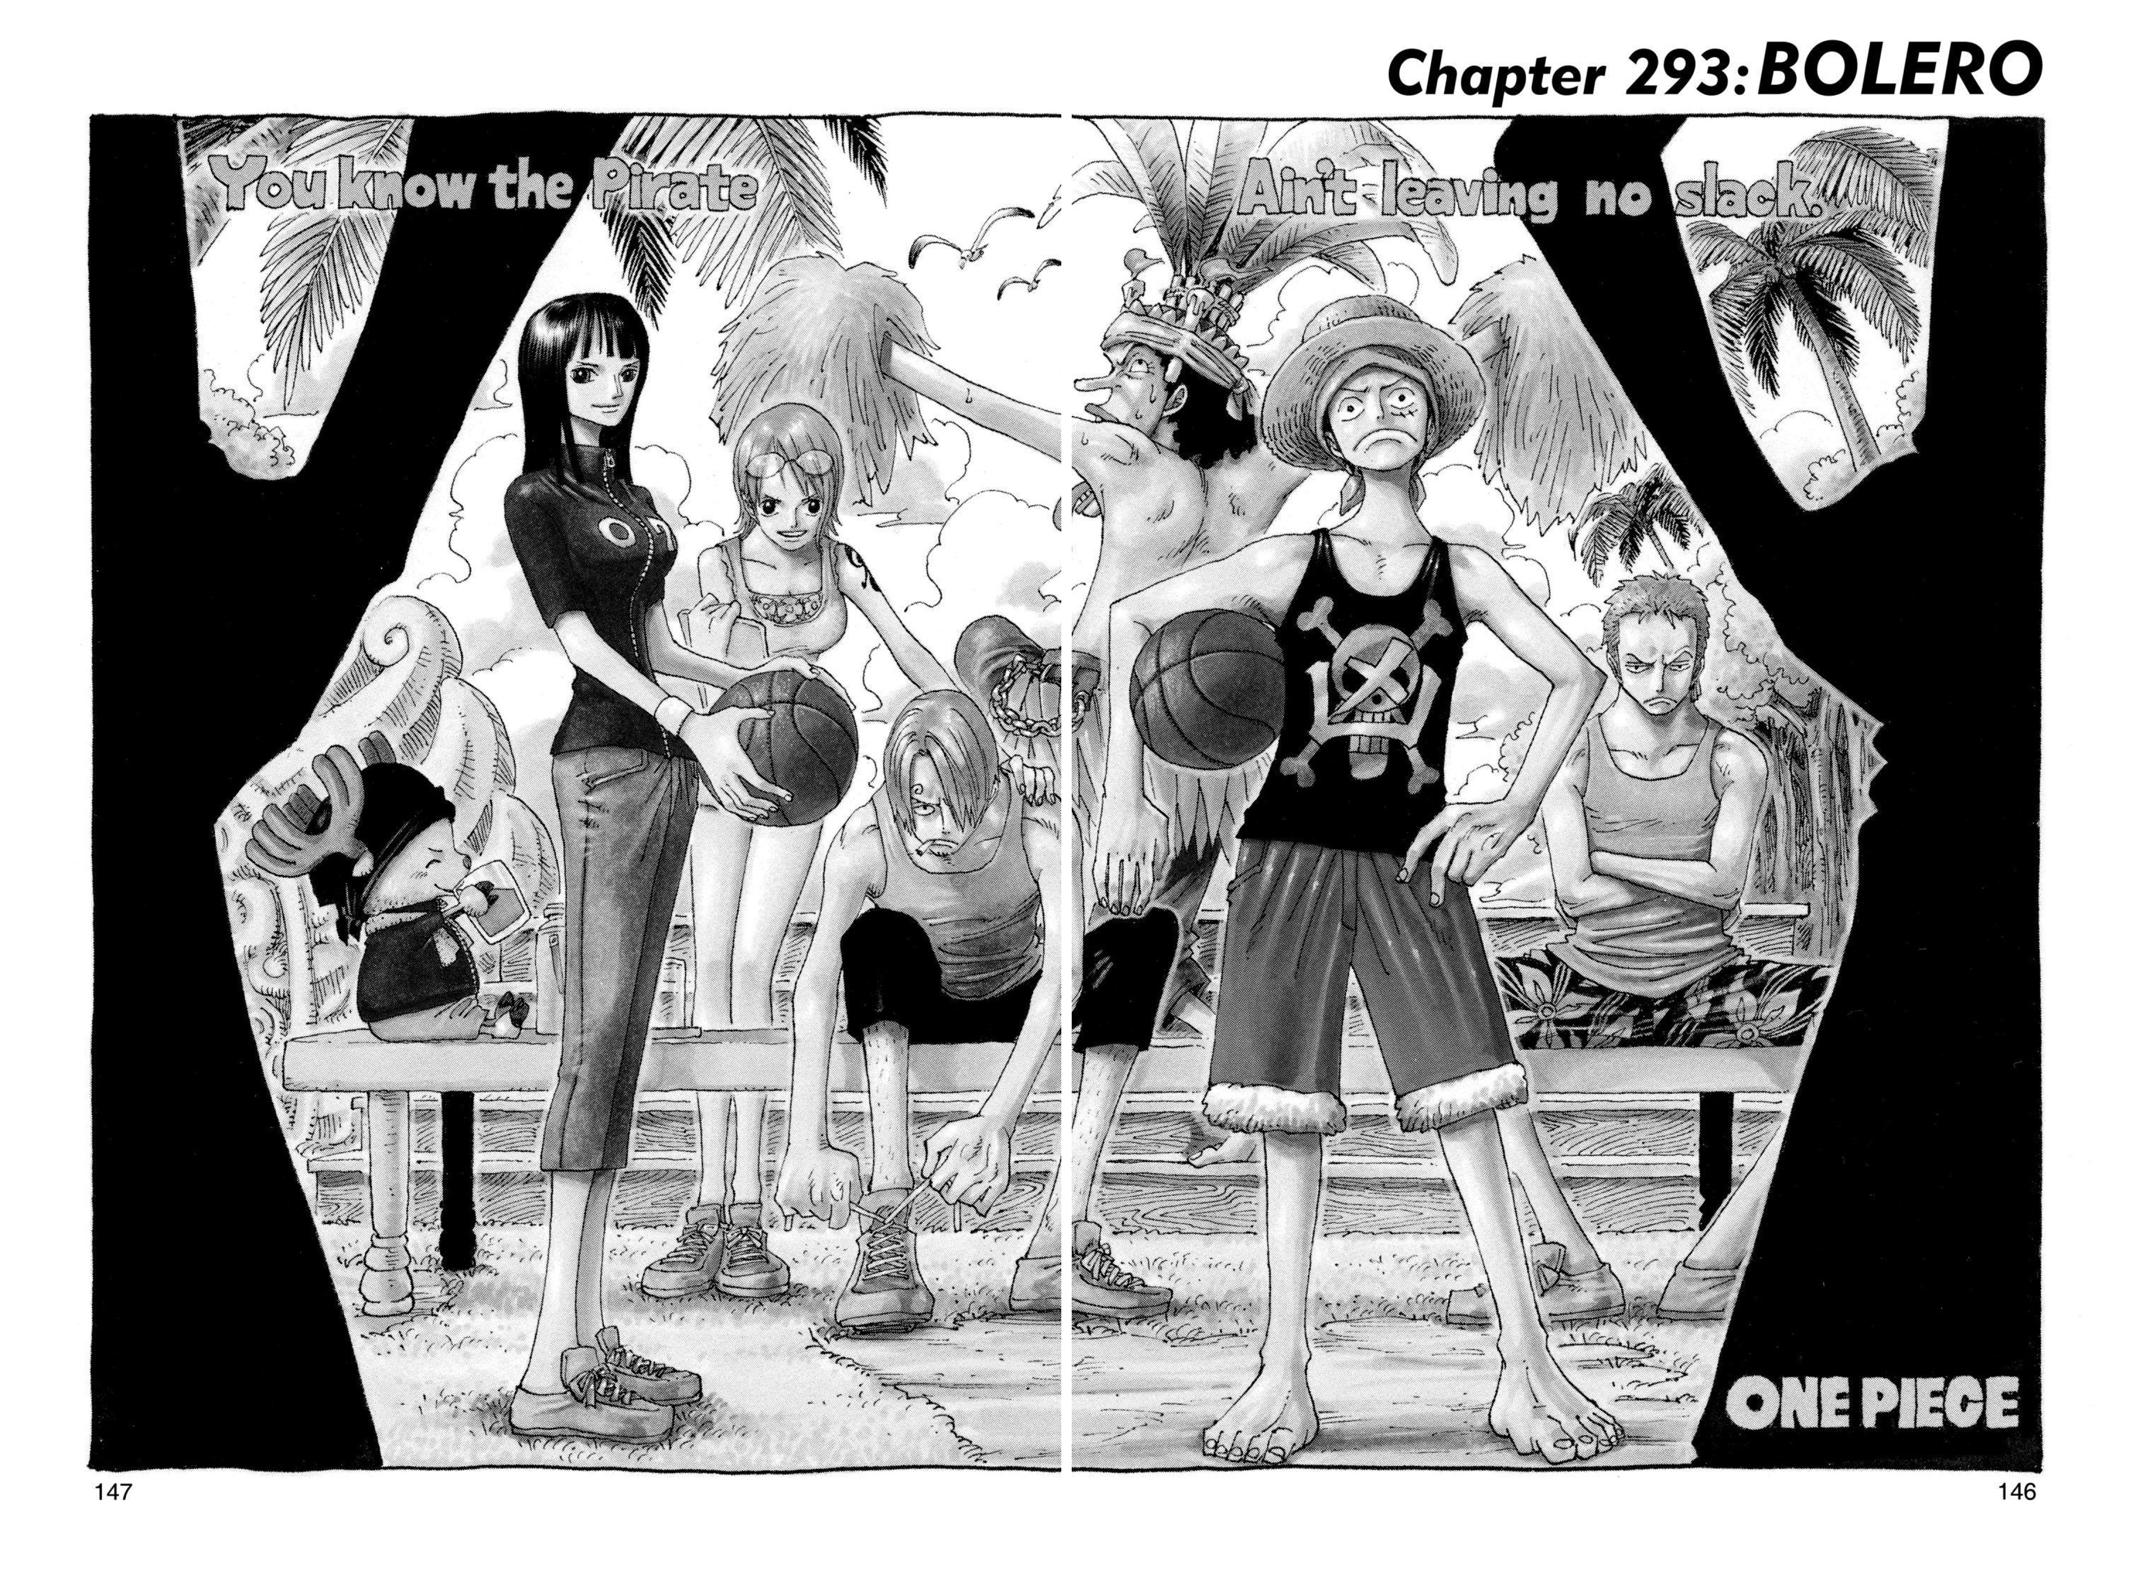 Chapter 293: BOLERO
You know the Pirate
Ain't leaving no slack.
ONE PIECE
147
146